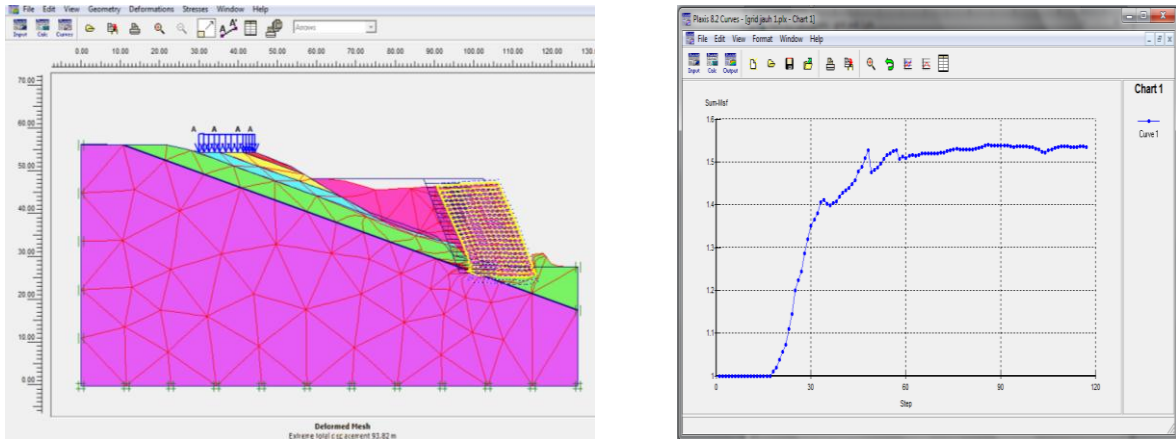 File Edit View Geometry Deformations Stresses Window Help
Input Calc Curves
Arrows
0.00 10.00 20.00 30.00 40.00 50.00 60.00 70.00 80.00 90.00 100.00 110.00 120.00
70.00
60.00
50.00
40.00
30.00
20.00
10.00
0.00
A A A A
Deformed Mesh
Extreme total displacement 93.82 m
Plaxis 8.2 Curves - [grid jauh 1.plx - Chart 1]
File Edit View Format Window Help
Input Calc Output
Chart 1
Curve 1
Sum-Msf
1.6
1.5
1.4
1.3
1.2
1.1
1
0 30 60 90 120
Step